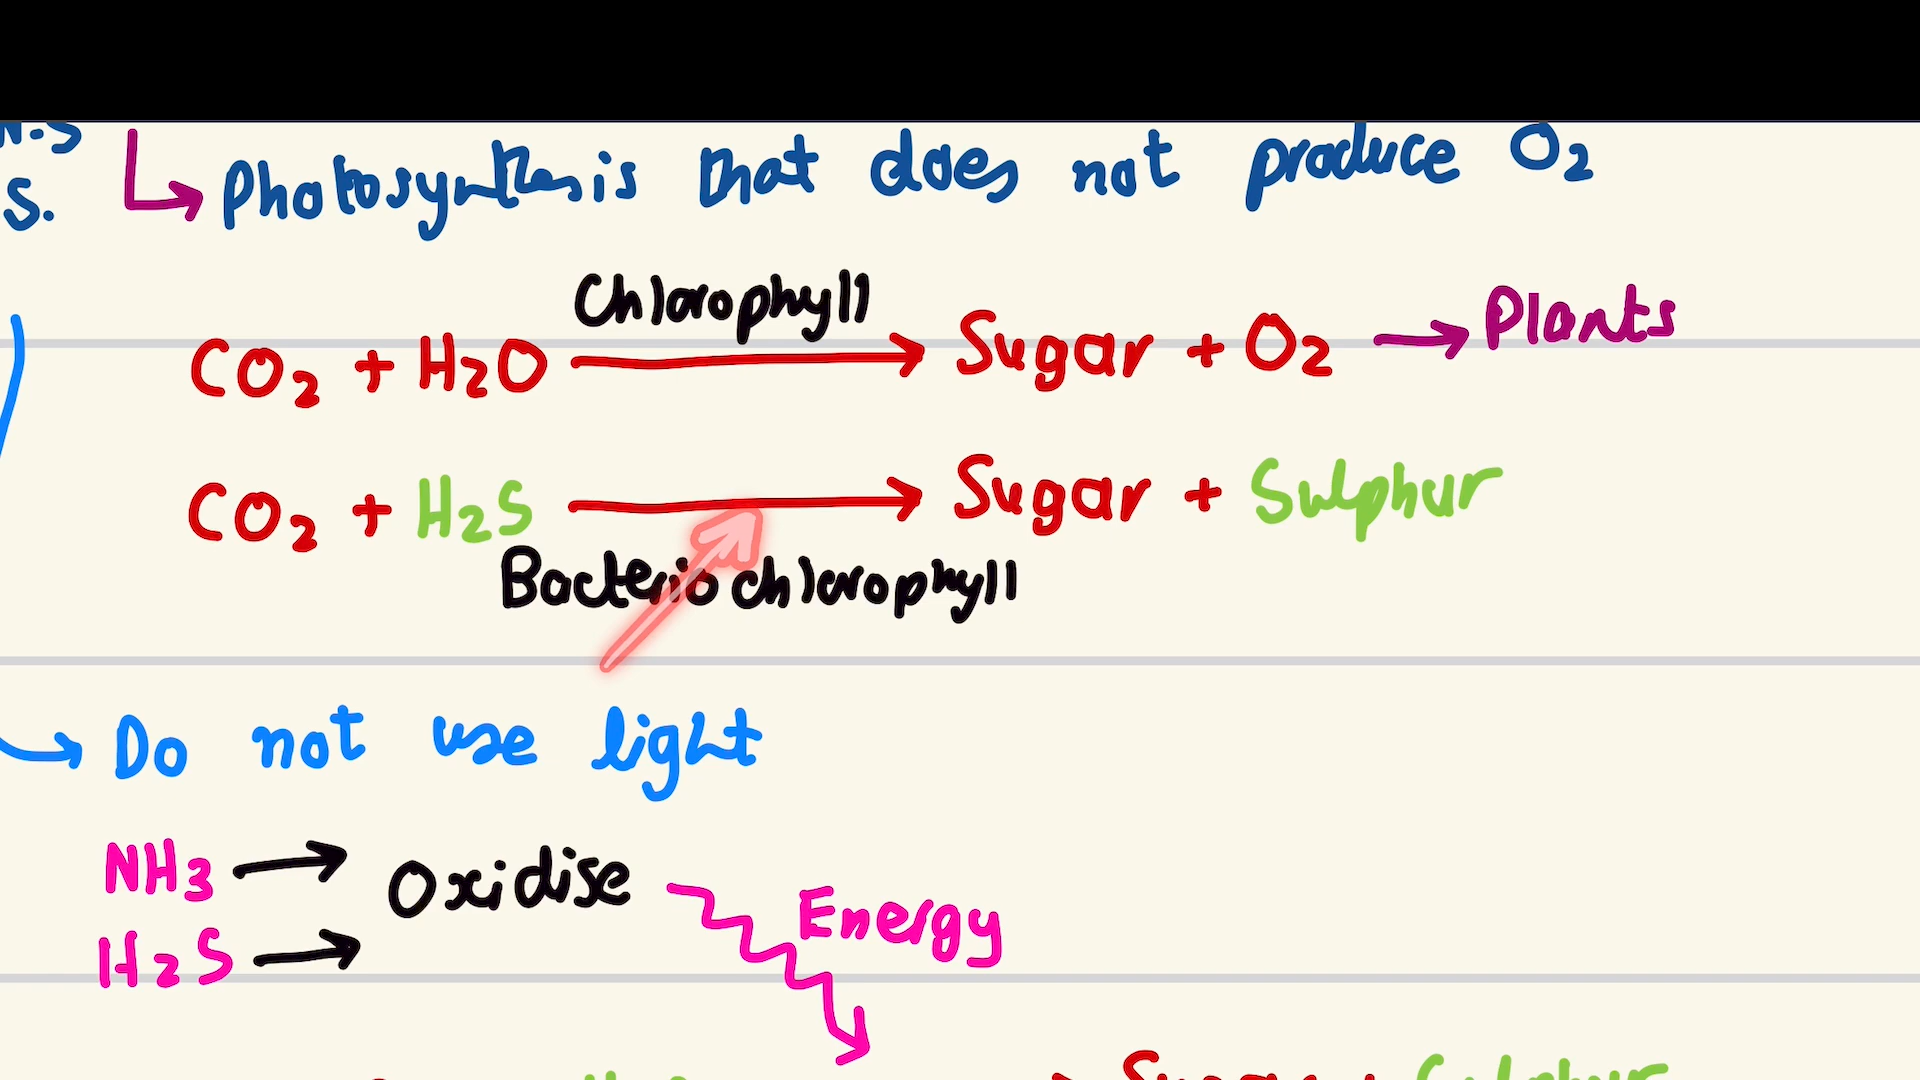 S.
Photosynthesis that does not produce O2
Chlorophyll
CO2 + H2O → Sugar + O2 → Plants
CO2 + H2S → Sugar + Sulphur
Bacteriochlorophyll
Do not use light
NH3 → Oxidise
Energy
H2S →
Sulphur